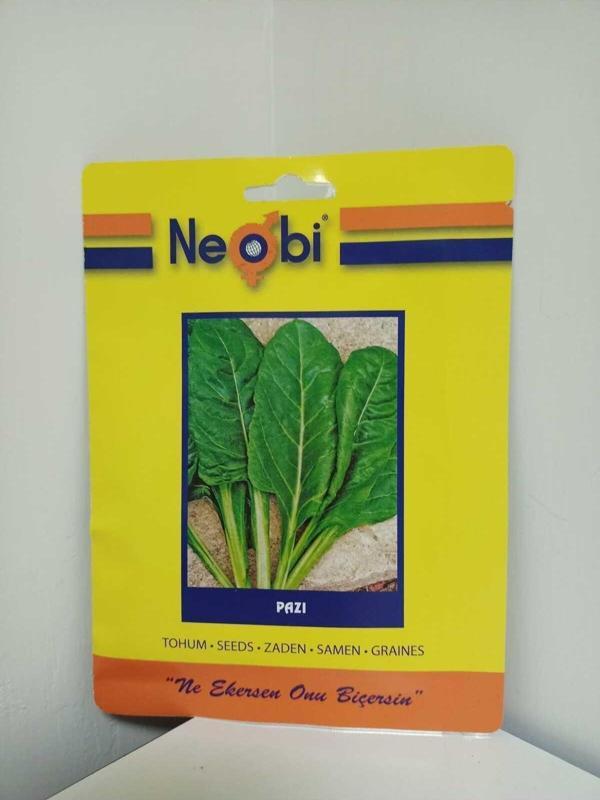 Neobi®
PAZI
TOHUM • SEEDS • ZADEN • SAMEN • GRAINES
"Ne Ekersen Onu Biçersin"